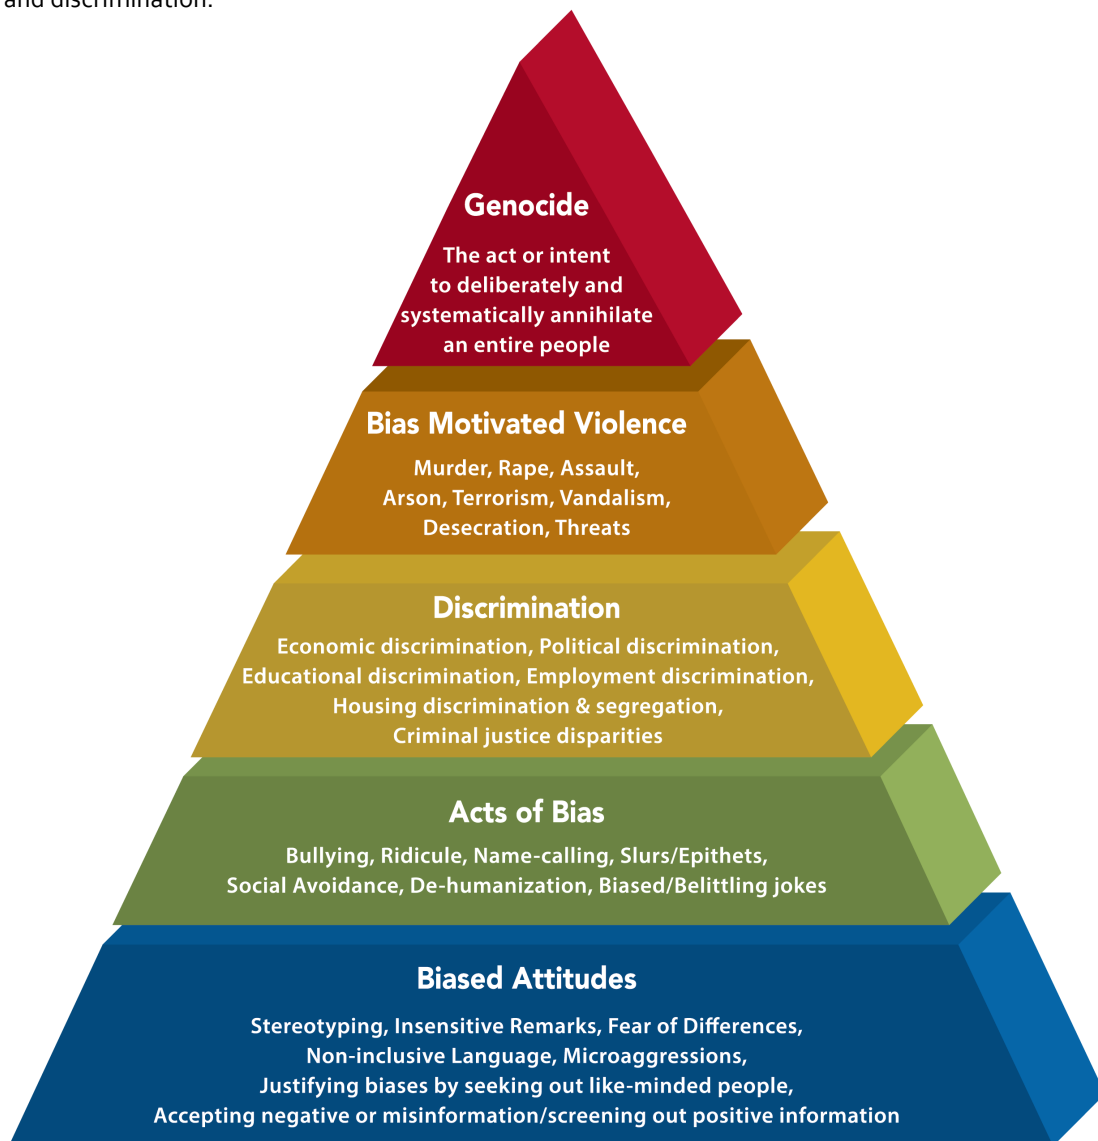 and discrimination.
Genocide
The act or intent
to deliberately and
systematically annihilate
an entire people
Bias Motivated Violence
Murder, Rape, Assault,
Arson, Terrorism, Vandalism,
Desecration, Threats
Discrimination
Economic discrimination, Political discrimination,
Educational discrimination, Employment discrimination,
Housing discrimination & segregation,
Criminal justice disparities
Acts of Bias
Bullying, Ridicule, Name-calling, Slurs/Epithets,
Social Avoidance, De-humanization, Biased/Belittling jokes
Biased Attitudes
Stereotyping, Insensitive Remarks, Fear of Differences,
Non-inclusive Language, Microaggressions,
Justifying biases by seeking out like-minded people,
Accepting negative or misinformation/screening out positive information